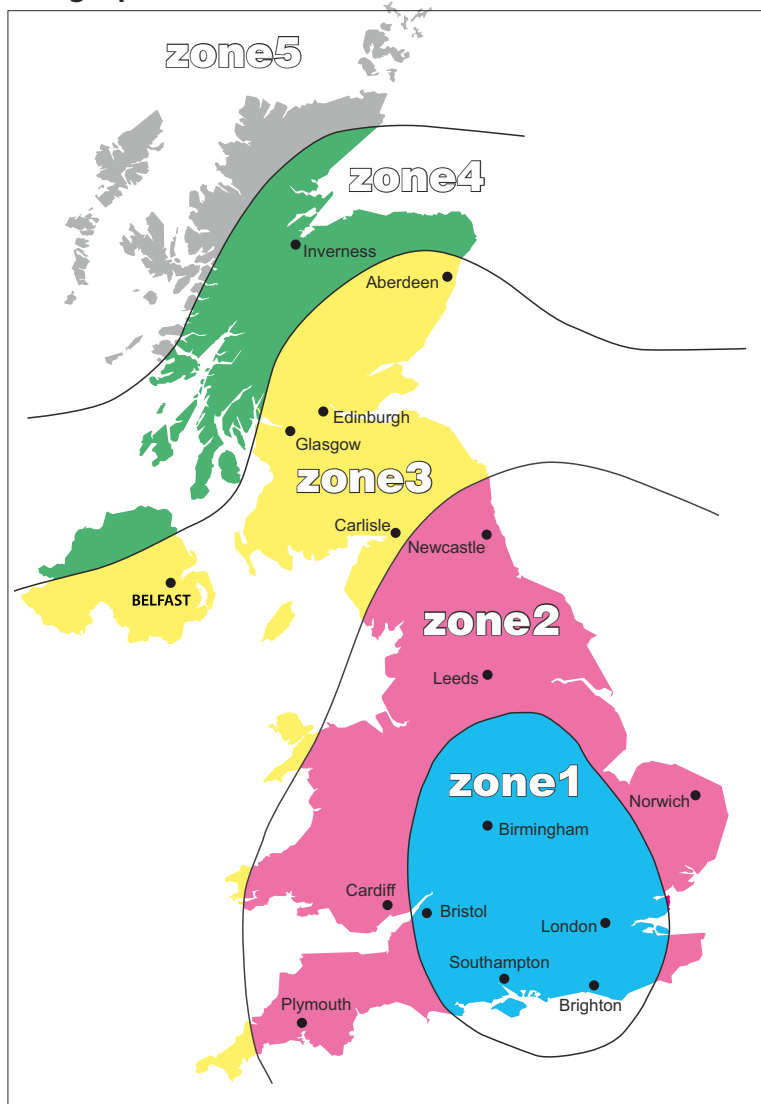 zone5
zone4
Inverness
Aberdeen
Edinburgh
Glasgow
zone3
Carlisle
Newcastle
BELFAST
zone2
Leeds
zone1
Norwich
Birmingham
Cardiff
Bristol
London
Southampton
Brighton
Plymouth